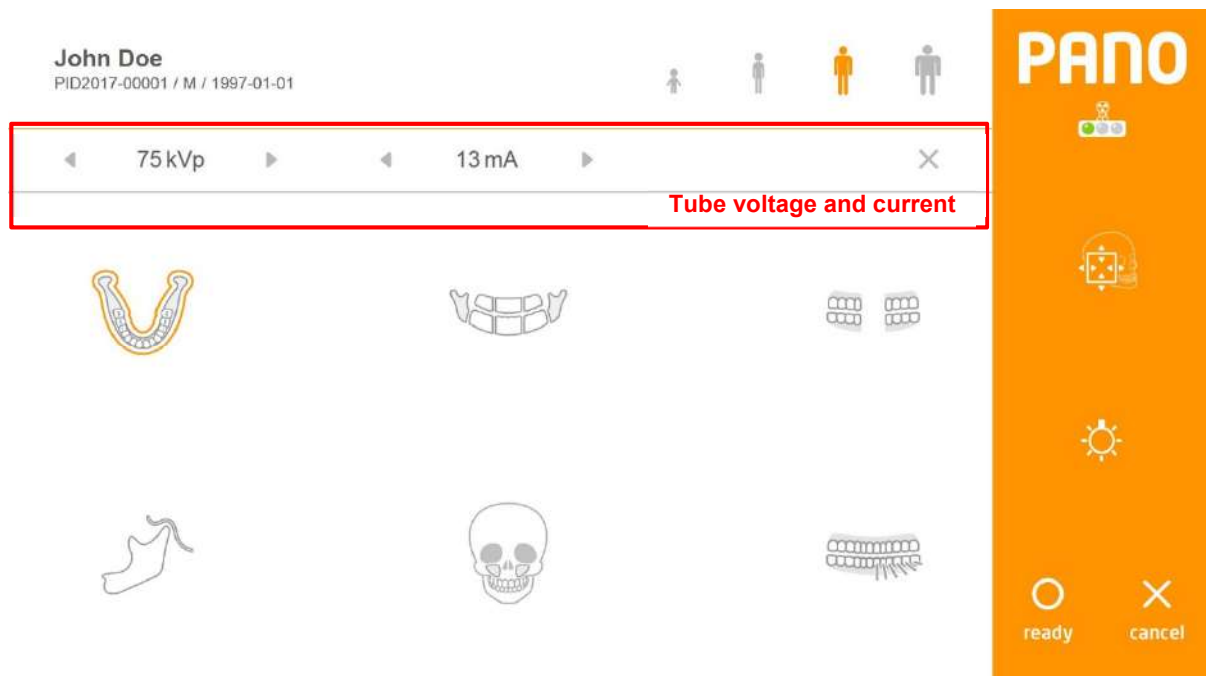 John Doe
PID2017-00001 / M / 1997-01-01
PANO
75 kVp
13 mA
Tube voltage and current
ready
cancel